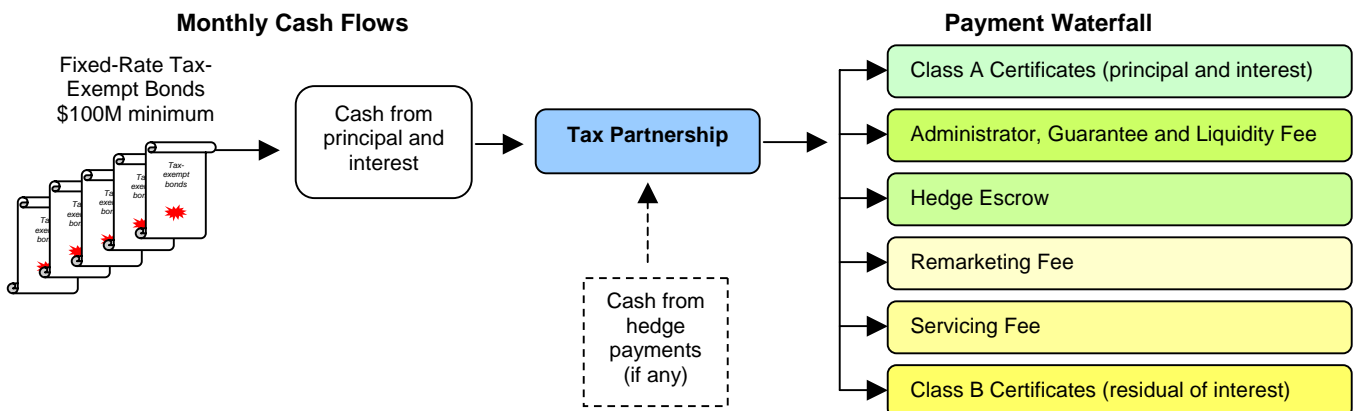 Monthly Cash Flows
Payment Waterfall
Fixed-Rate Tax-
Exempt Bonds
$100M minimum
Tax-
exempt
bonds
Cash from
principal and
interest
Tax Partnership
Cash from
hedge
payments
(if any)
Class A Certificates (principal and interest)
Administrator, Guarantee and Liquidity Fee
Hedge Escrow
Remarketing Fee
Servicing Fee
Class B Certificates (residual of interest)